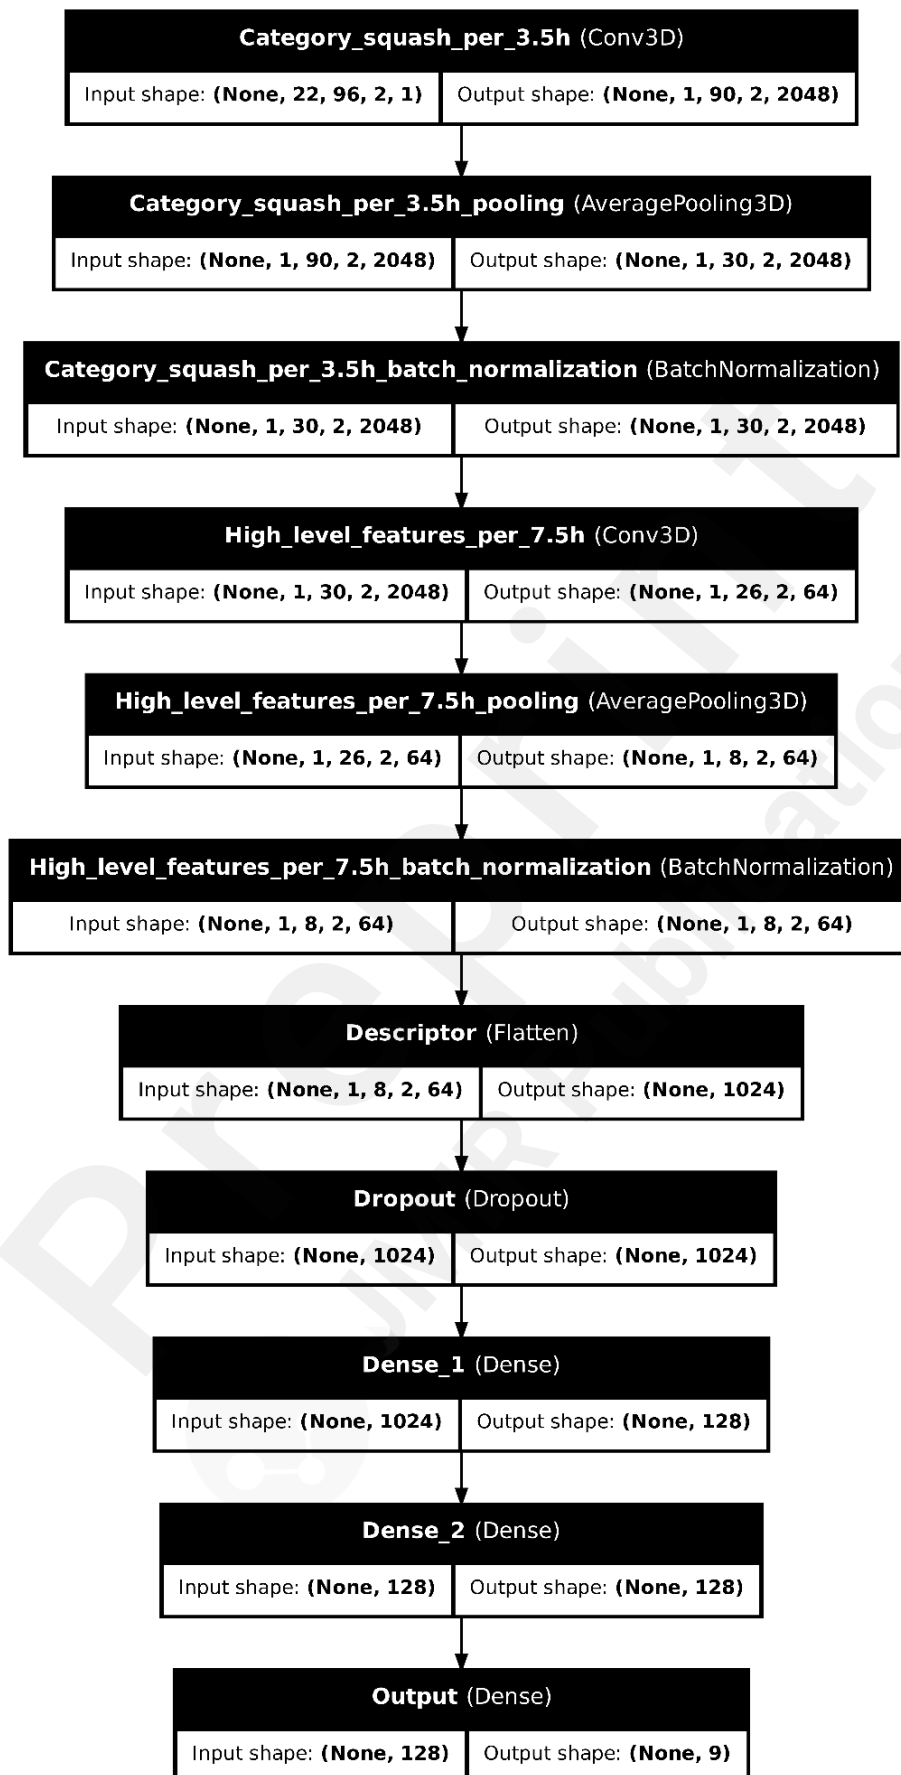 Category_squash_per_3.5h (Conv3D)
Input shape: (None, 22, 96, 2, 1) Output shape: (None, 1, 90, 2, 2048)
Category_squash_per_3.5h_pooling (AveragePooling3D)
Input shape: (None, 1, 90, 2, 2048) Output shape: (None, 1, 30, 2, 2048)
Category_squash_per_3.5h_batch_normalization (BatchNormalization)
Input shape: (None, 1, 30, 2, 2048) Output shape: (None, 1, 30, 2, 2048)
High_level_features_per_7.5h (Conv3D)
Input shape: (None, 1, 30, 2, 2048) Output shape: (None, 1, 26, 2, 64)
High_level_features_per_7.5h_pooling (AveragePooling3D)
Input shape: (None, 1, 26, 2, 64) Output shape: (None, 1, 8, 2, 64)
High_level_features_per_7.5h_batch_normalization (BatchNormalization)
Input shape: (None, 1, 8, 2, 64) Output shape: (None, 1, 8, 2, 64)
Descriptor (Flatten)
Input shape: (None, 1, 8, 2, 64) Output shape: (None, 1024)
Dropout (Dropout)
Input shape: (None, 1024) Output shape: (None, 1024)
Dense_1 (Dense)
Input shape: (None, 1024) Output shape: (None, 128)
Dense_2 (Dense)
Input shape: (None, 128) Output shape: (None, 128)
Output (Dense)
Input shape: (None, 128) Output shape: (None, 9)
Preprint
JMIR Publication